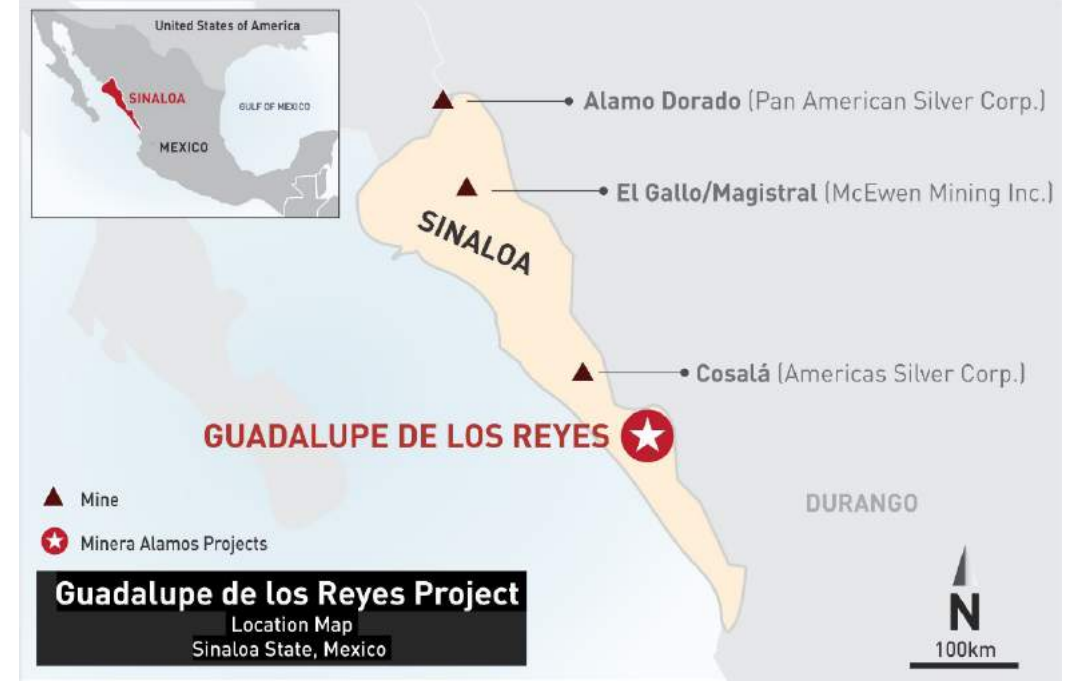 United States of America
SINALOA
GULF OF MEXICO
MEXICO
Alamo Dorado (Pan American Silver Corp.)
El Gallo/Magistral (McEwen Mining Inc.)
SINALOA
Cosalá (Americas Silver Corp.)
GUADALUPE DE LOS REYES
DURANGO
Mine
Minera Alamos Projects
Guadalupe de los Reyes Project
Location Map
Sinaloa State, Mexico
N
100km